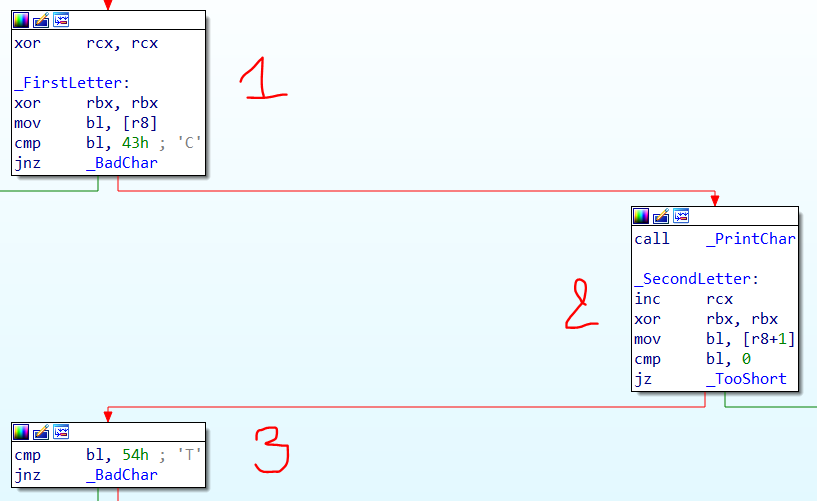 xor rcx, rcx
_FirstLetter:
xor rbx, rbx
mov bl, [r8]
cmp bl, 43h ; 'C'
jnz _BadChar
1
call _PrintChar
_SecondLetter:
inc rcx
xor rbx, rbx
mov bl, [r8+1]
cmp bl, 0
jz _TooShort
2
cmp bl, 54h ; 'T'
jnz _BadChar
3